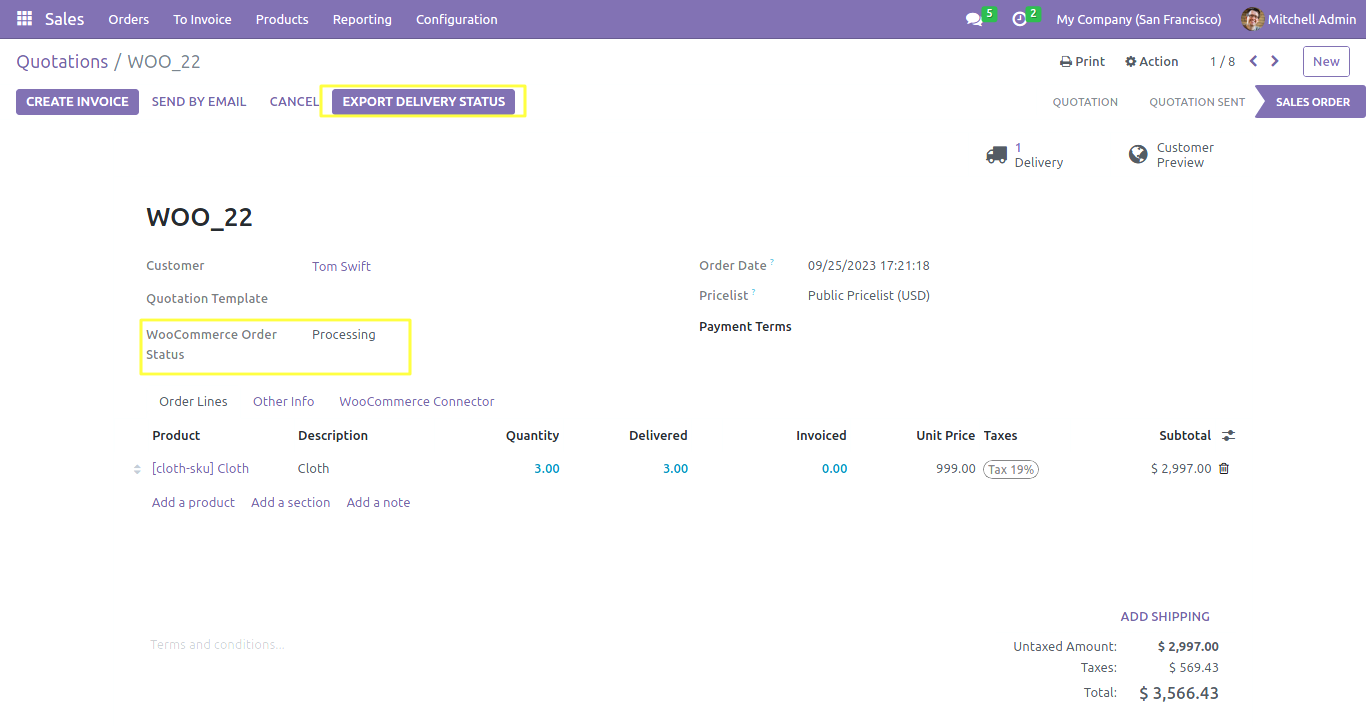 Sales Orders To Invoice Products Reporting Configuration 5 2 My Company (San Francisco) Mitchell Admin
Quotations / WOO_22 Print Action 1 / 8 New
CREATE INVOICE SEND BY EMAIL CANCEL EXPORT DELIVERY STATUS QUOTATION QUOTATION SENT SALES ORDER
1
Delivery
Customer
Preview
WOO_22
Customer Tom Swift Order Date ? 09/25/2023 17:21:18
Quotation Template Pricelist ? Public Pricelist (USD)
WooCommerce Order
Status
Processing Payment Terms
Order Lines Other Info WooCommerce Connector
Product Description Quantity Delivered Invoiced Unit Price Taxes Subtotal
[cloth-sku] Cloth Cloth 3.00 3.00 0.00 999.00 Tax 19% $ 2,997.00
Add a product Add a section Add a note
ADD SHIPPING
Terms and conditions...
Untaxed Amount: $ 2,997.00
Taxes: $ 569.43
Total: $ 3,566.43